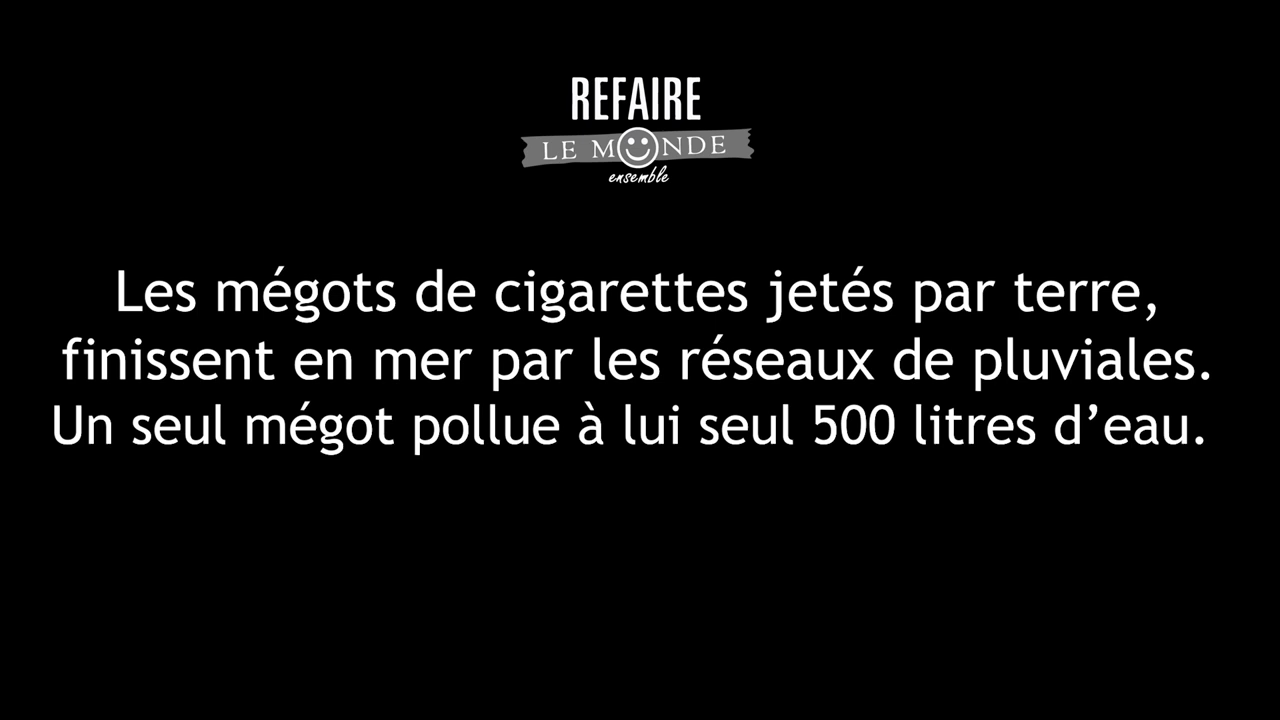 REFAIRE
LE MONDE
ensemble
Les mégots de cigarettes jetés par terre,
finissent en mer par les réseaux de pluviales.
Un seul mégot pollue à lui seul 500 litres d’eau.